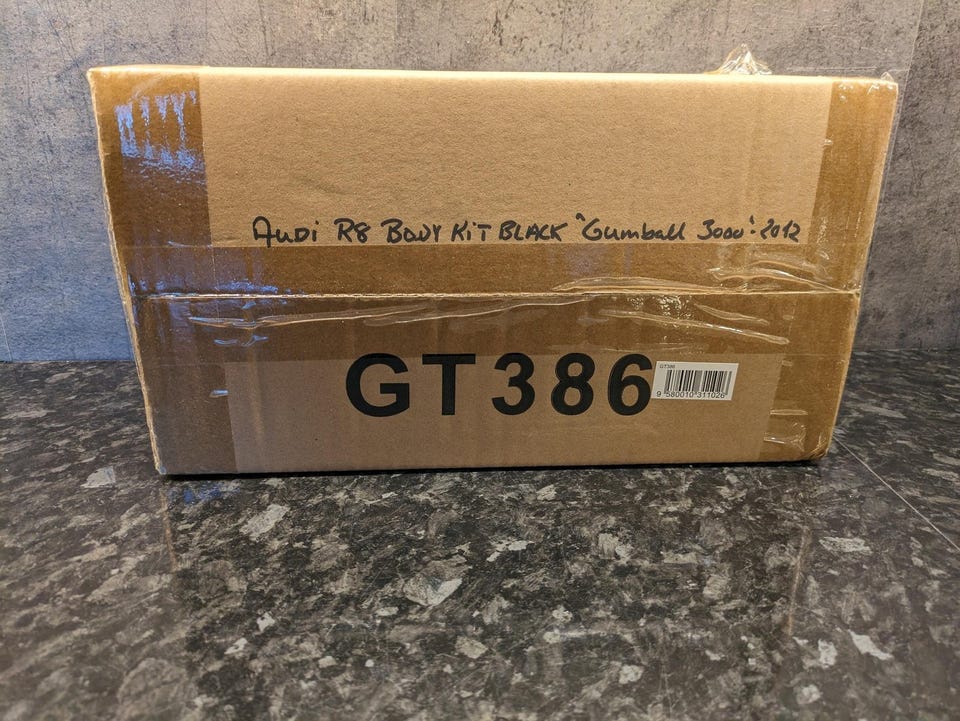 Audi R8 Body Kit Black "Gumball 3000": 2012
GT386
GT386
9 580010 311026